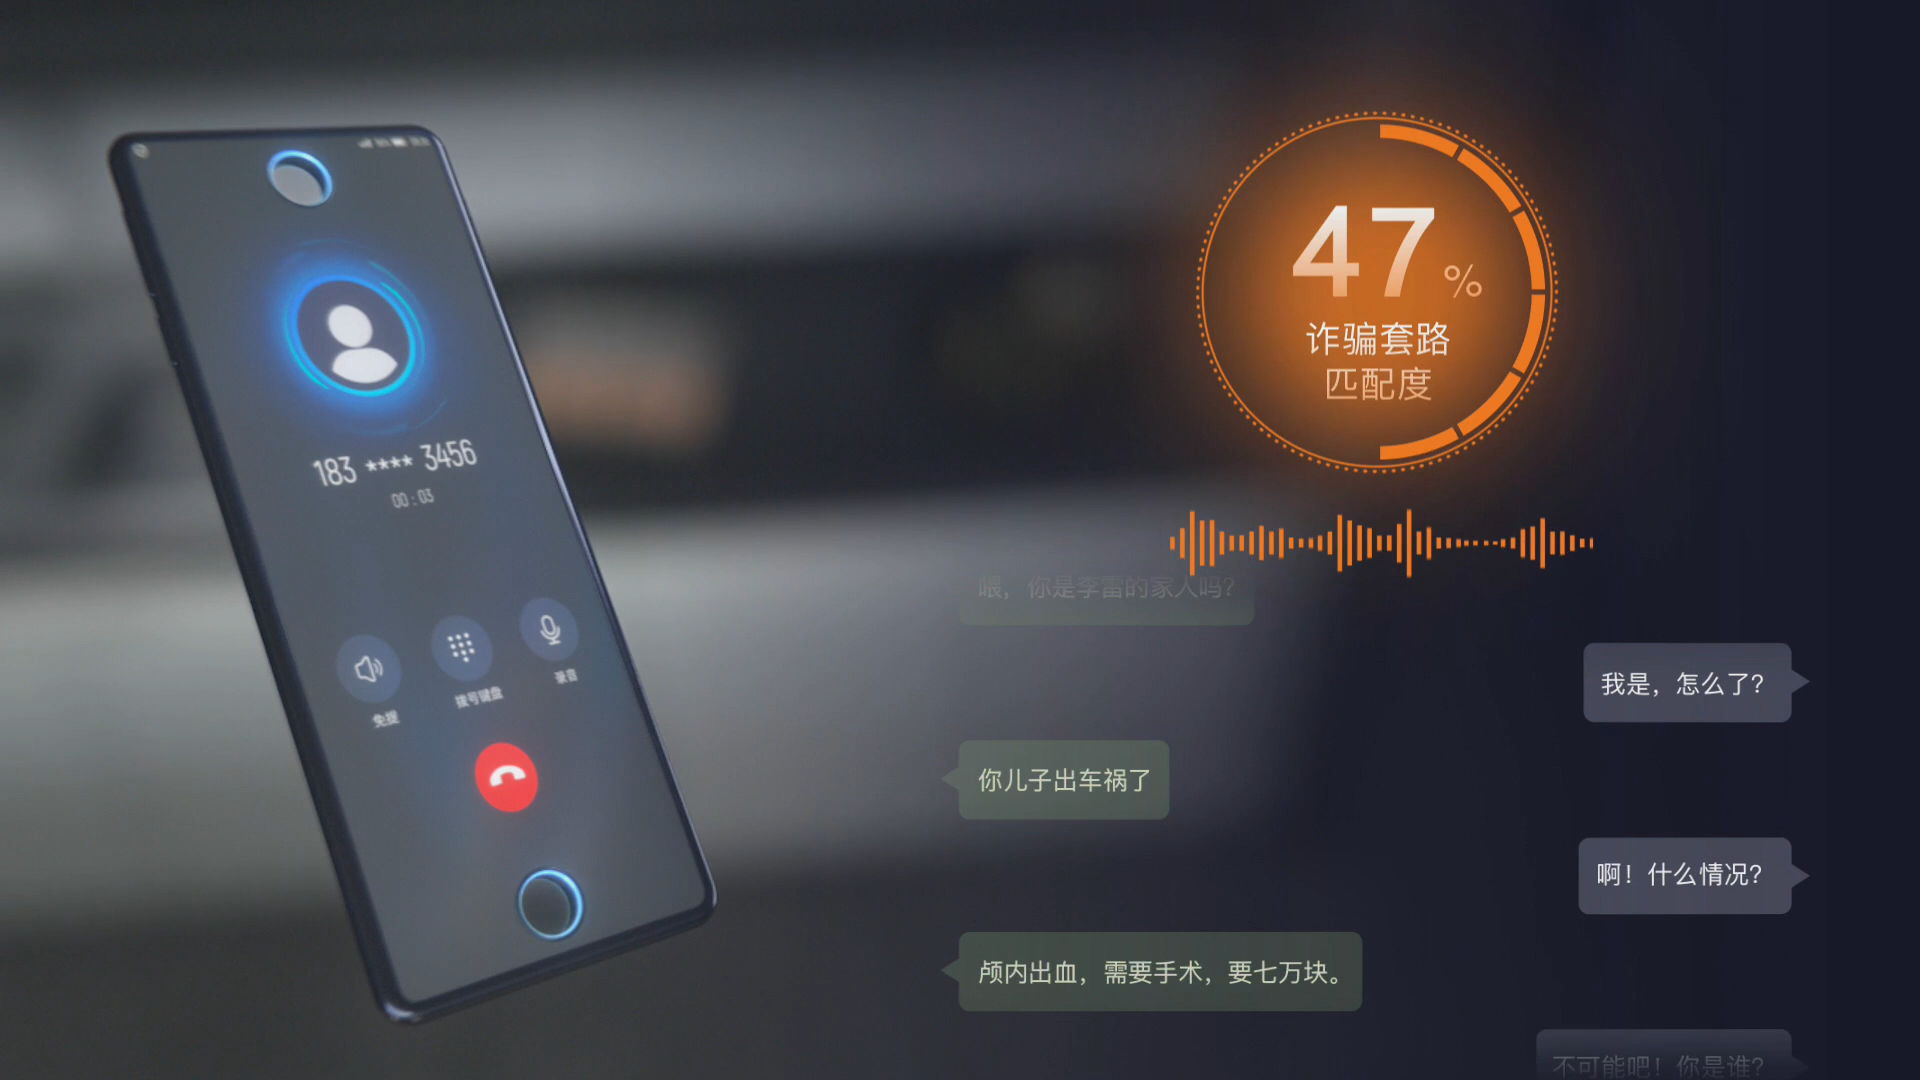 183 **** 3456
00:03
免提
拨号键盘
录音
47%
诈骗套路
匹配度
喂，你是李雷的家人吗？
我是，怎么了？
你儿子出车祸了
啊！什么情况？
颅内出血，需要手术，要七万块。
不可能吧！你是谁？